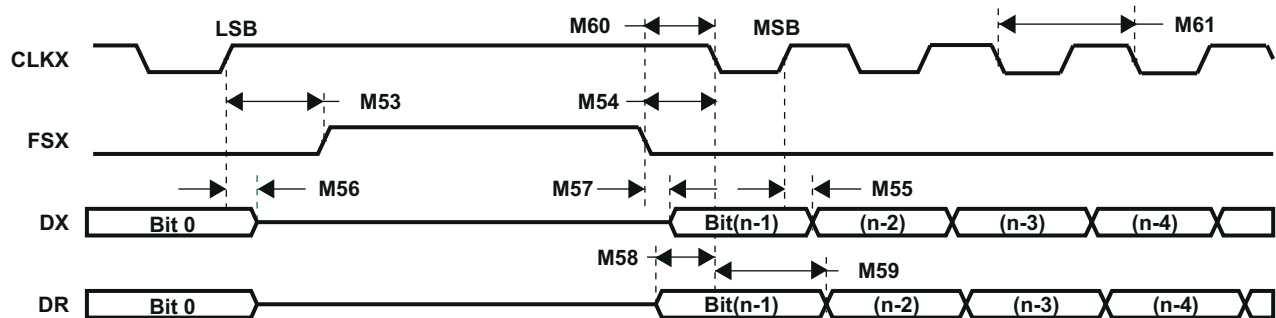 LSB
M60
MSB
M61
CLKX
M53
M54
FSX
M56
M57
M55
DX
Bit 0
Bit(n-1)
(n-2)
(n-3)
(n-4)
M58
M59
DR
Bit 0
Bit(n-1)
(n-2)
(n-3)
(n-4)